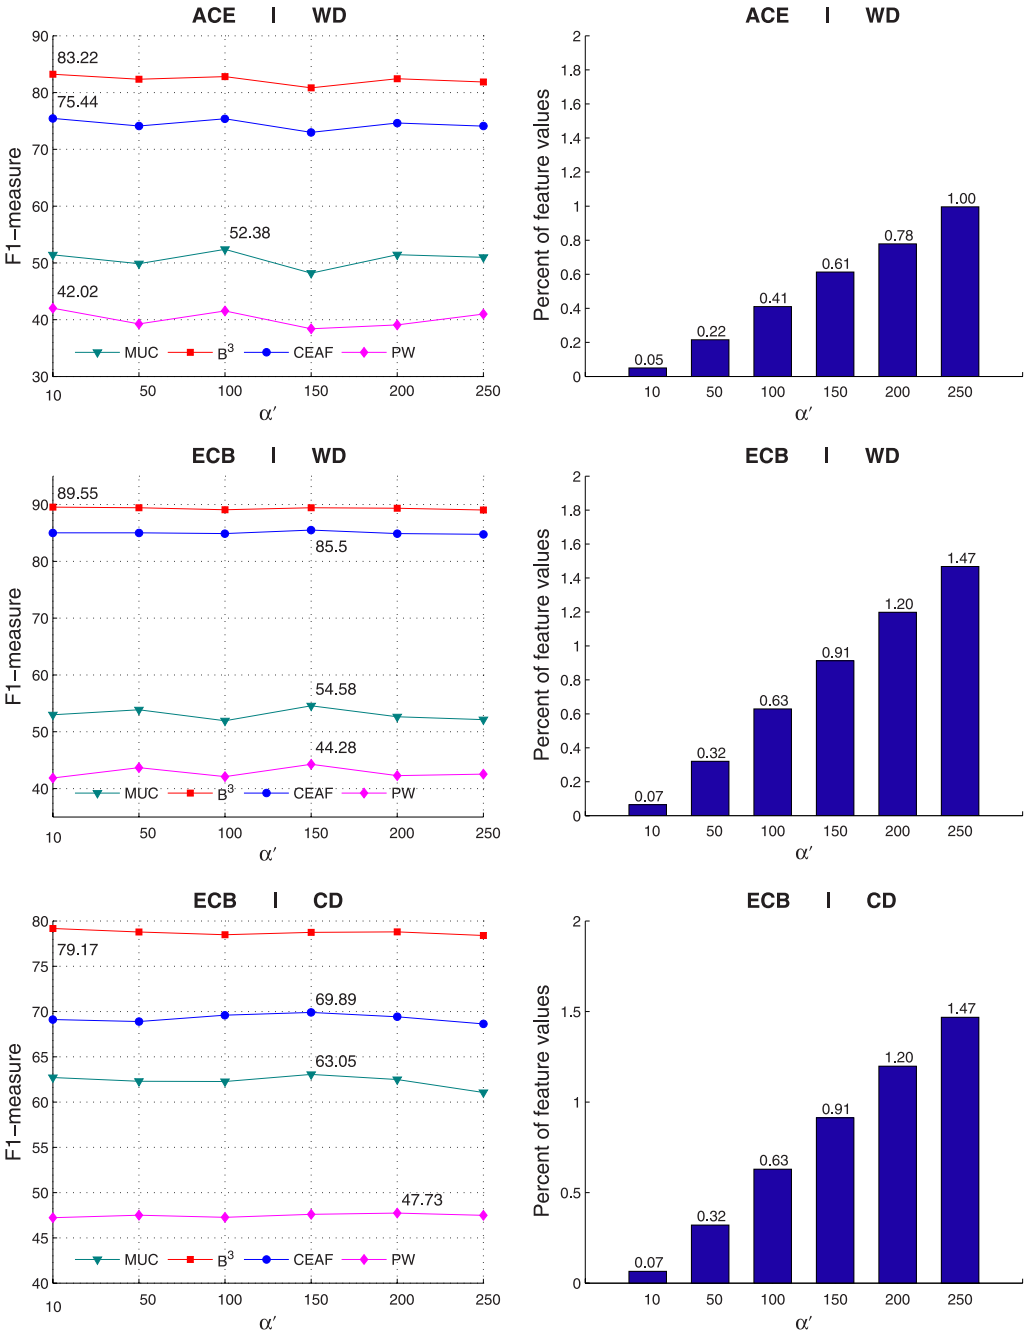 ACE | WD
90
80
70
60
50
40
30
F1-measure
83.22
75.44
52.38
42.02
MUC B³ CEAF PW
10 50 100 150 200 250
α′
ACE | WD
2
1.8
1.6
1.4
1.2
1
0.8
0.6
0.4
0.2
0
Percent of feature values
0.05 0.22 0.41 0.61 0.78 1.00
10 50 100 150 200 250
α′
ECB | WD
90
80
70
60
50
40
F1-measure
89.55
85.5
54.58
44.28
MUC B³ CEAF PW
10 50 100 150 200 250
α′
ECB | WD
2
1.8
1.6
1.4
1.2
1
0.8
0.6
0.4
0.2
0
Percent of feature values
0.07 0.32 0.63 0.91 1.20 1.47
10 50 100 150 200 250
α′
ECB | CD
80
75
70
65
60
55
50
45
40
F1-measure
79.17
69.89
63.05
47.73
MUC B³ CEAF PW
10 50 100 150 200 250
α′
ECB | CD
2
1.5
1
0.5
0
Percent of feature values
0.07 0.32 0.63 0.91 1.20 1.47
10 50 100 150 200 250
α′